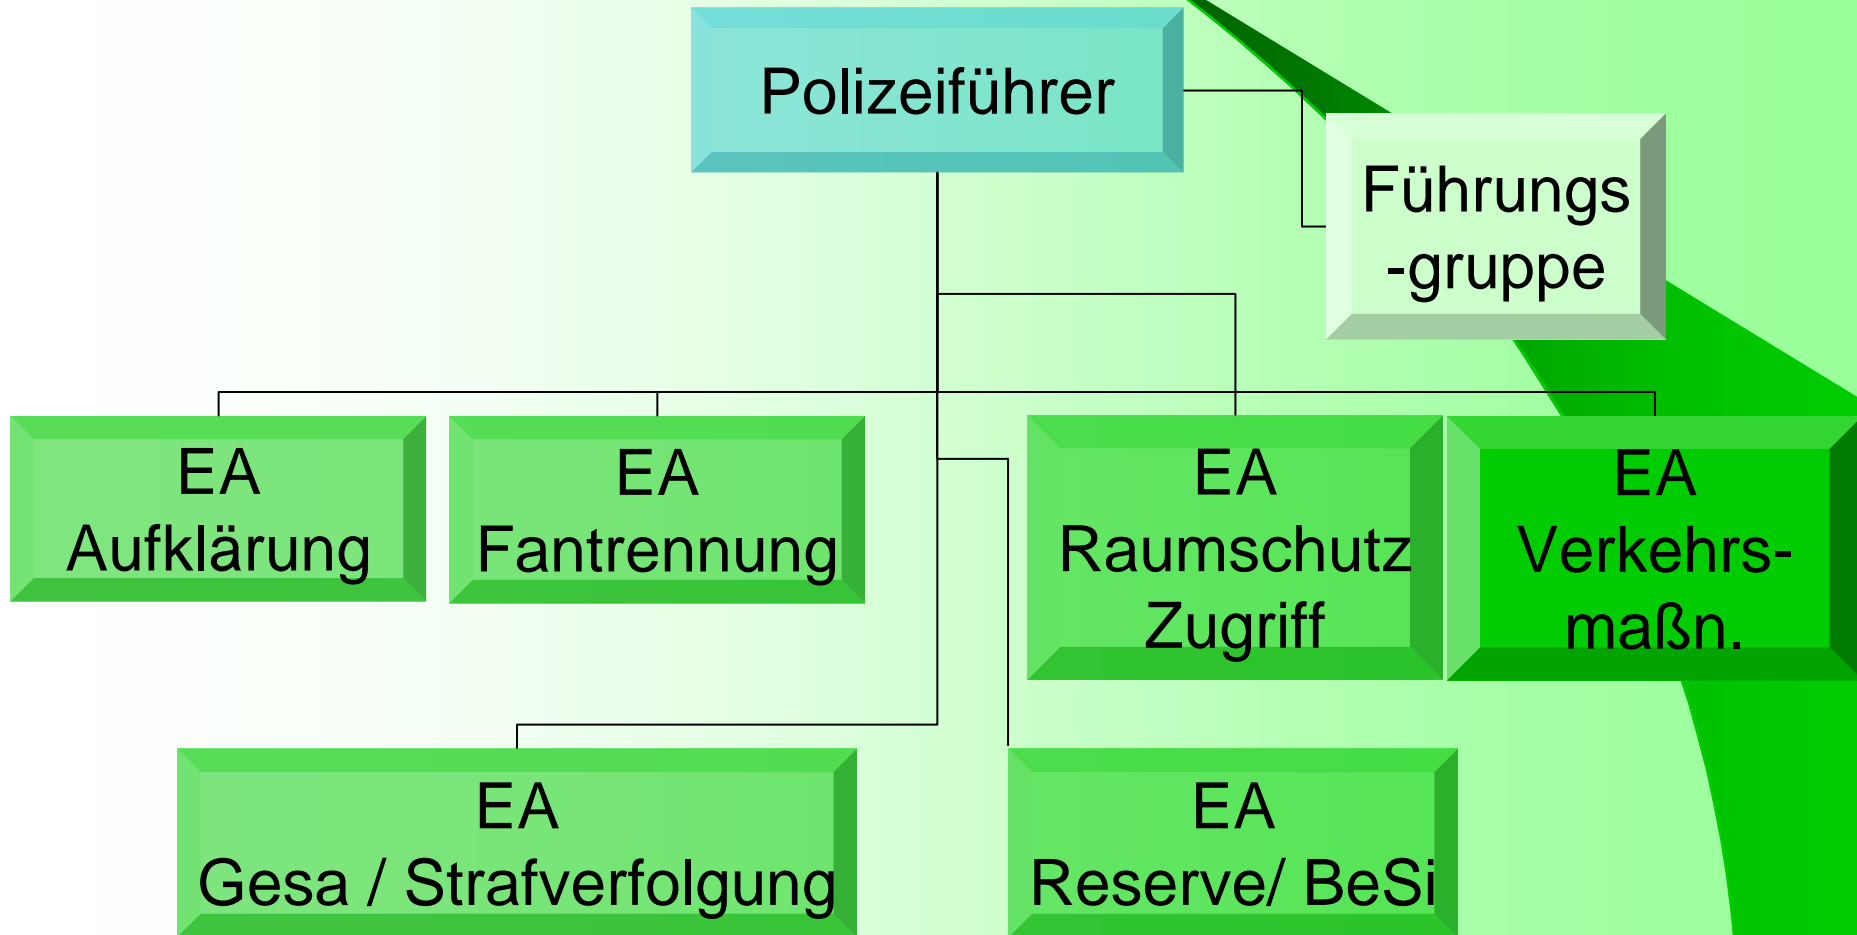 Polizeiführer
Führungs
-gruppe
EA
Aufklärung
EA
Fantrennung
EA
Raumschutz
Zugriff
EA
Verkehrs-
maßn.
EA
Gesa / Strafverfolgung
EA
Reserve/ BeSi